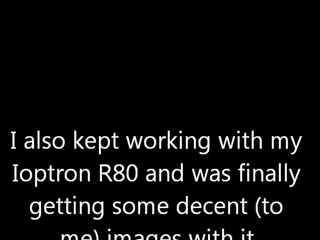 I also kept working with my
Ioptron R80 and was finally
getting some decent (to
me) images with it